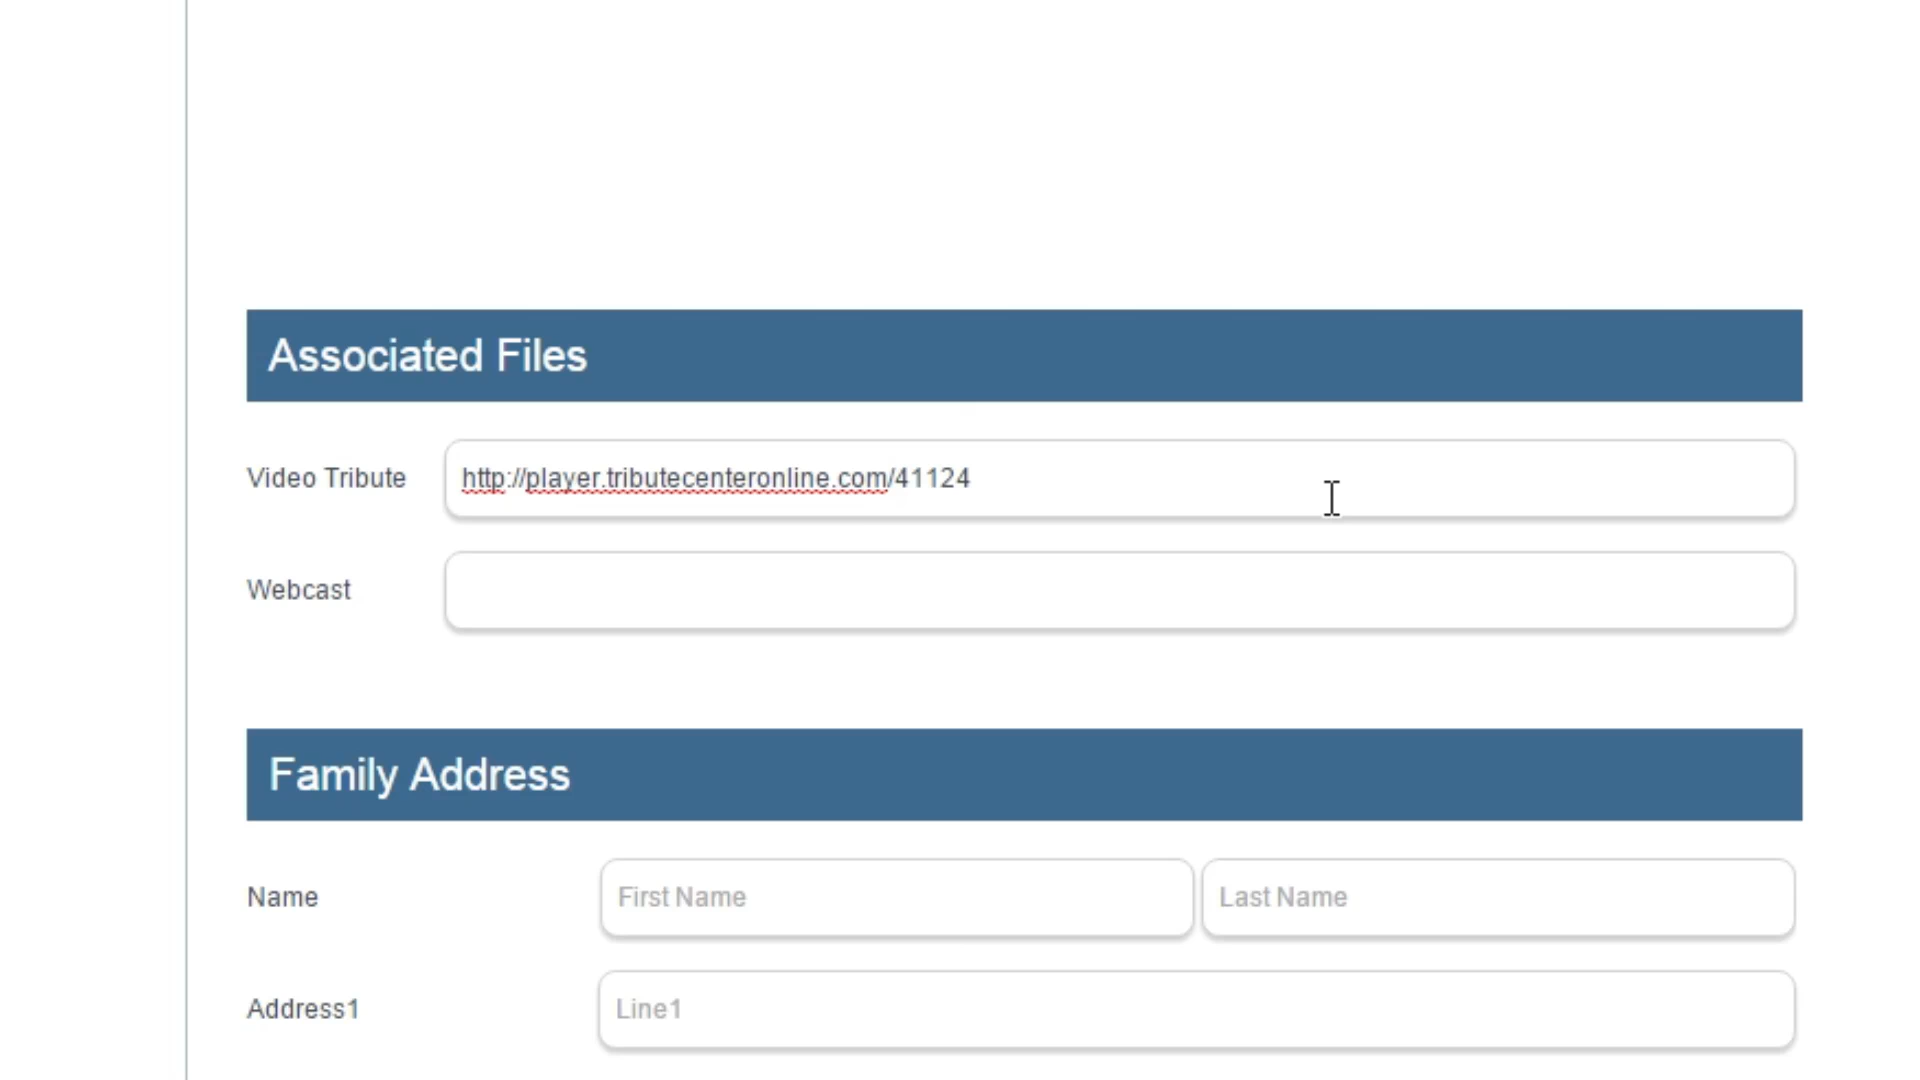 Associated Files
Video Tribute http://player.tributecenteronline.com/41124
Webcast
Family Address
Name First Name Last Name
Address1 Line1